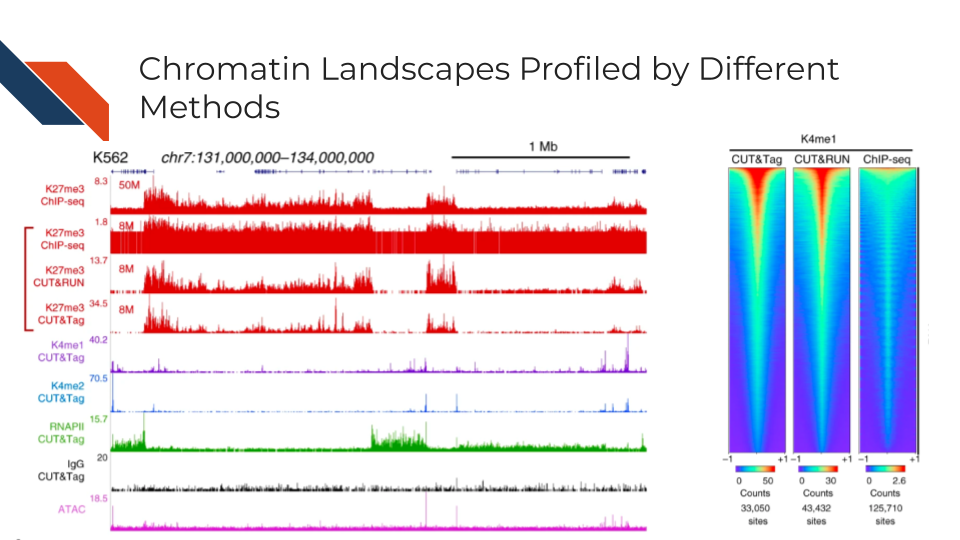 Chromatin Landscapes Profiled by Different
Methods
K562
chr7:131,000,000–134,000,000
1 Mb
8.3
50M
K27me3
ChIP-seq
1.8
8M
K27me3
ChIP-seq
13.7
8M
K27me3
CUT&RUN
34.5
8M
K27me3
CUT&Tag
40.2
K4me1
CUT&Tag
70.5
K4me2
CUT&Tag
15.7
RNAPII
CUT&Tag
20
IgG
CUT&Tag
18.5
ATAC
K4me1
CUT&Tag CUT&RUN ChIP-seq
−1 +1 −1 +1 −1 +1
0 50 0 30 0 2.6
Counts Counts Counts
33,050 43,432 125,710
sites sites sites